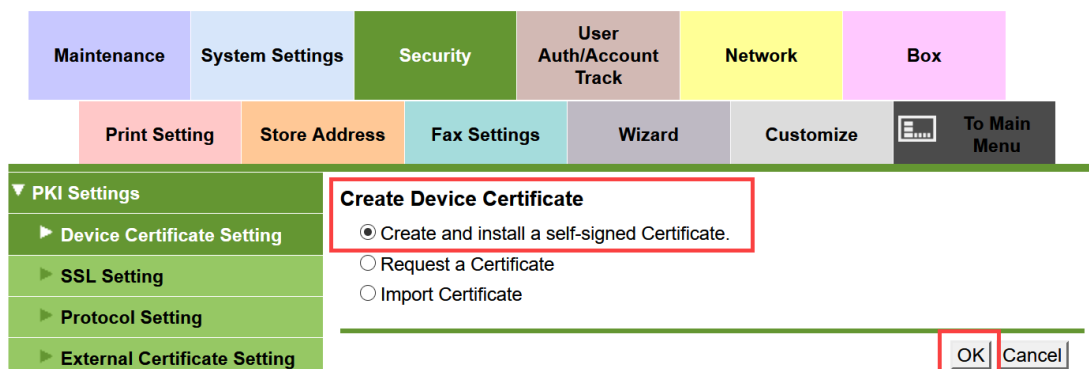 Maintenance
System Settings
Security
User
Auth/Account
Track
Network
Box
Print Setting
Store Address
Fax Settings
Wizard
Customize
To Main
Menu
PKI Settings
Device Certificate Setting
SSL Setting
Protocol Setting
External Certificate Setting
Create Device Certificate
Create and install a self-signed Certificate.
Request a Certificate
Import Certificate
OK
Cancel